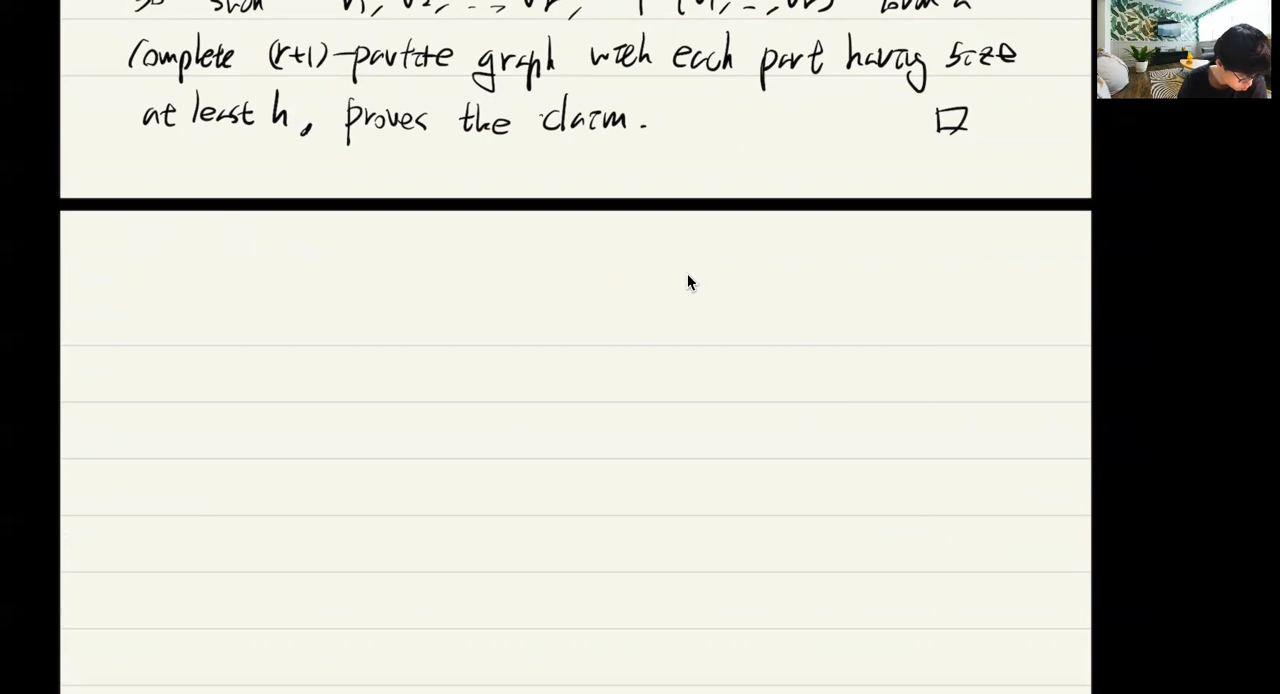 complete (r+1)-partite graph with each part having size
at least h, proves the claim. □